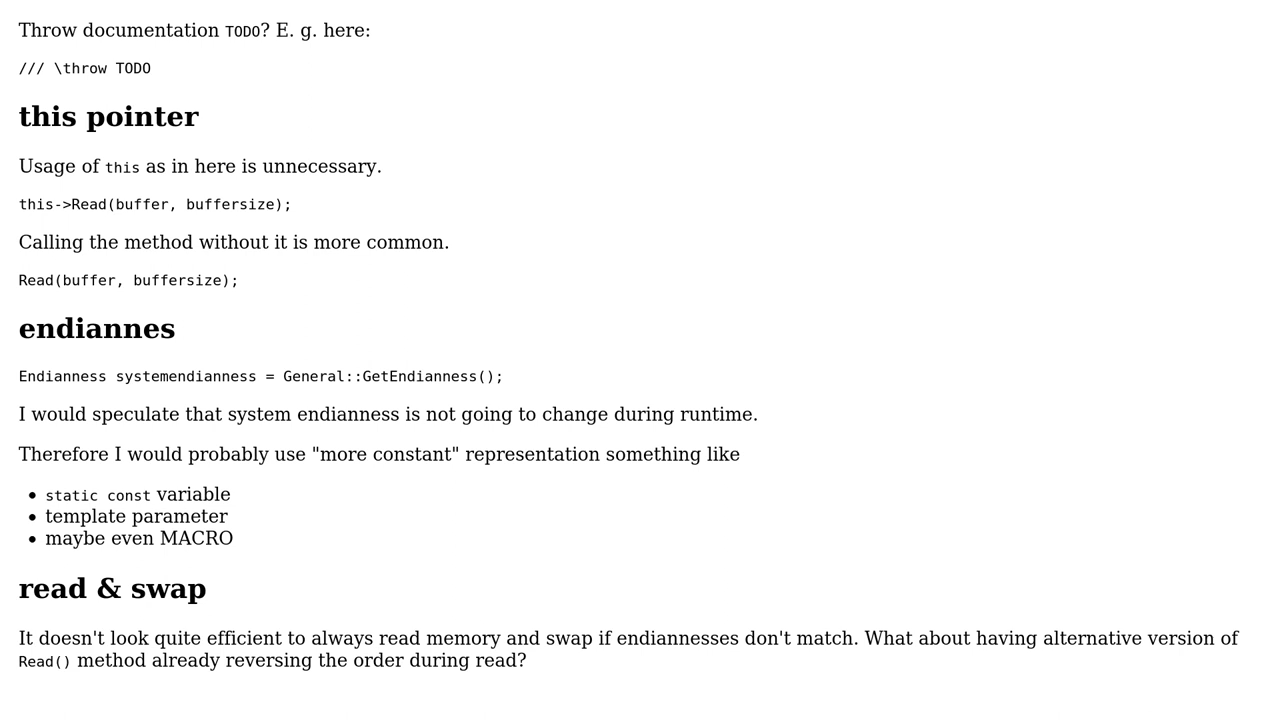 Throw documentation TODO? E. g. here:
/// \throw TODO
this pointer
Usage of this as in here is unnecessary.
this->Read(buffer, buffersize);
Calling the method without it is more common.
Read(buffer, buffersize);
endiannes
Endianness systemendianness = General::GetEndianness();
I would speculate that system endianness is not going to change during runtime.
Therefore I would probably use "more constant" representation something like
• static const variable
• template parameter
• maybe even MACRO
read & swap
It doesn't look quite efficient to always read memory and swap if endiannesses don't match. What about having alternative version of
Read() method already reversing the order during read?